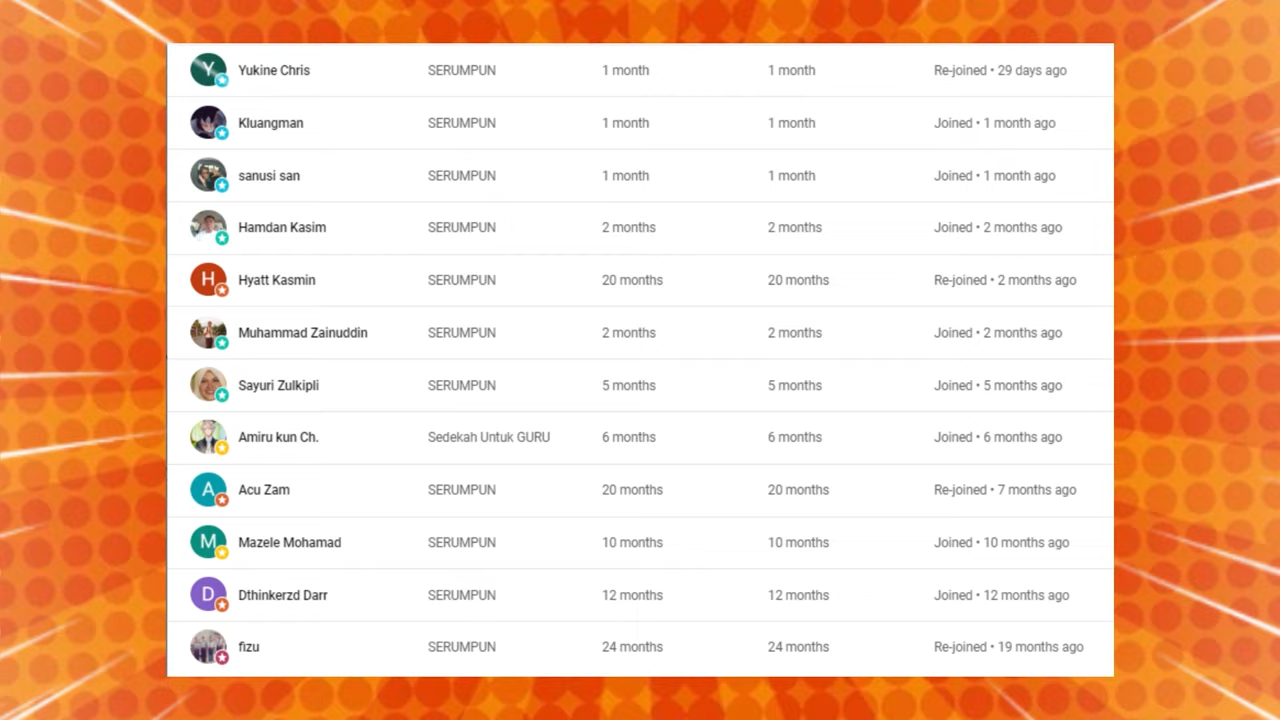 Y Yukine Chris SERUMPUN 1 month 1 month Re-joined • 29 days ago
Kluangman SERUMPUN 1 month 1 month Joined • 1 month ago
sanusi san SERUMPUN 1 month 1 month Joined • 1 month ago
Hamdan Kasim SERUMPUN 2 months 2 months Joined • 2 months ago
H Hyatt Kasmin SERUMPUN 20 months 20 months Re-joined • 2 months ago
Muhammad Zainuddin SERUMPUN 2 months 2 months Joined • 2 months ago
Sayuri Zulkipli SERUMPUN 5 months 5 months Joined • 5 months ago
Amiru kun Ch. Sedekah Untuk GURU 6 months 6 months Joined • 6 months ago
A Acu Zam SERUMPUN 20 months 20 months Re-joined • 7 months ago
M Mazele Mohamad SERUMPUN 10 months 10 months Joined • 10 months ago
D Dthinkerzd Darr SERUMPUN 12 months 12 months Joined • 12 months ago
fizu SERUMPUN 24 months 24 months Re-joined • 19 months ago